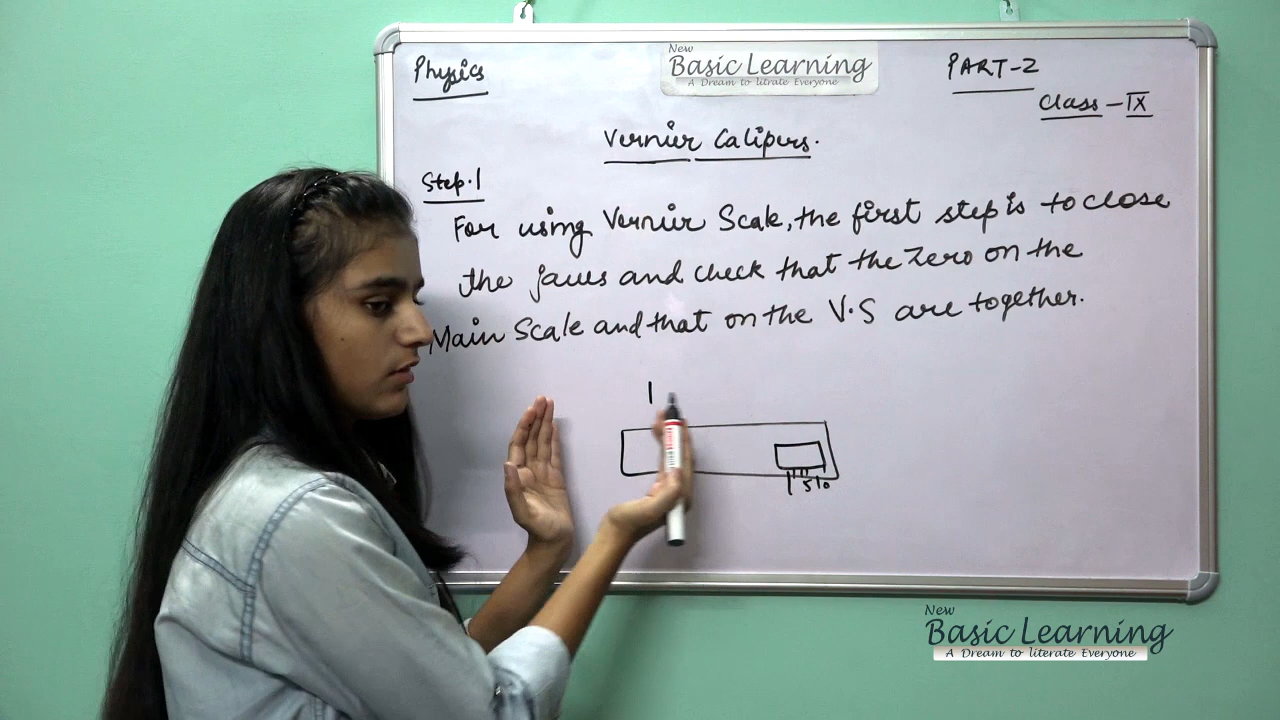 Physics
New
Basic Learning
A Dream to litrate Everyone
PART-2
Class-IX
Vernier Calipers.
Step.1
For using Vernier Scale, the first step is to close
the jaws and check that the Zero on the
Main Scale and that on the V.S are together.
5 10
New
Basic Learning
A Dream to literate Everyone